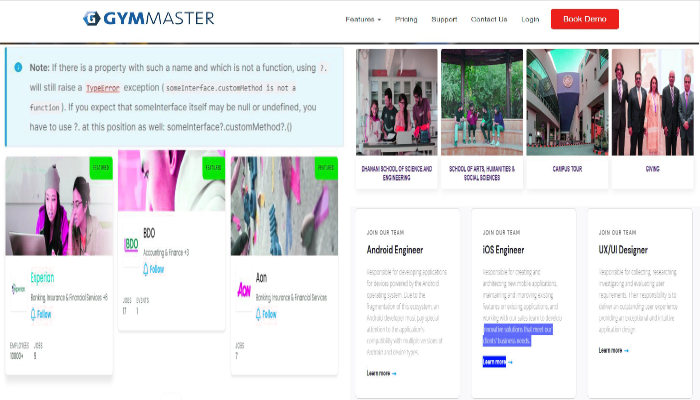 GYMMASTER
Features
Pricing
Support
Contact Us
Login
Book Demo
Note: If there is a property with such a name and which is not a function, using ?.
will still raise a TypeError exception (someInterface.customMethod is not a
function). If you expect that someInterface itself may be null or undefined, you
have to use ?. at this position as well: someInterface?.customMethod?.()
DHANANI SCHOOL OF SCIENCE AND
ENGINEERING
SCHOOL OF ARTS, HUMANITIES &
SOCIAL SCIENCES
CAMPUS TOUR
GIVING
FEATURED
Experian
Experian
Banking, Insurance & Financial Services +6
Follow
EMPLOYEES JOBS
10000+ 5
FEATURED
BDO
BDO
Accounting & Finance +3
Follow
JOBS EVENTS
17 1
FEATURED
Aon
Aon
Banking, Insurance & Financial Services
Follow
JOBS
7
JOIN OUR TEAM
Android Engineer
Responsible for developing applications
for devices powered by the Android
operating system. Due to the
fragmentation of this ecosystem, an
Android developer must pay special
attention to the application's
compatibility with multiple versions of
Android and device types.
Learn more →
JOIN OUR TEAM
iOS Engineer
Responsible for creating and
architecting new mobile applications,
maintaining and improving existing
features on existing applications, and
working with our sales team to develop
innovative solutions that meet our
clients' business needs.
Learn more →
JOIN OUR TEAM
UX/UI Designer
Responsible for collecting, researching,
investigating and evaluating user
requirements. Their responsibility is to
deliver an outstanding user experience
providing an exceptional and intuitive
application design.
Learn more →